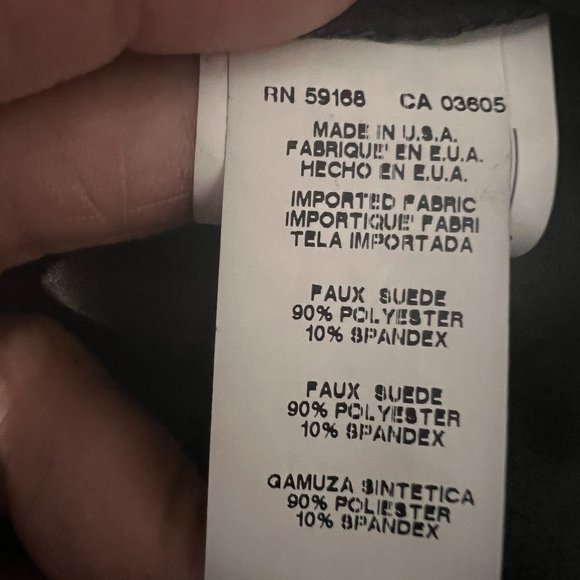 RN 59168 CA 03605
MADE IN U.S.A.
FABRIQUE' EN E.U.A.
HECHO EN E.U.A.
IMPORTED FABRIC
IMPORTIQUE' FABRI
TELA IMPORTADA
FAUX SUEDE
90% POLYESTER
10% SPANDEX
FAUX SUEDE
90% POLYESTER
10% SPANDEX
GAMUZA SINTETICA
90% POLIESTER
10% SPANDEX